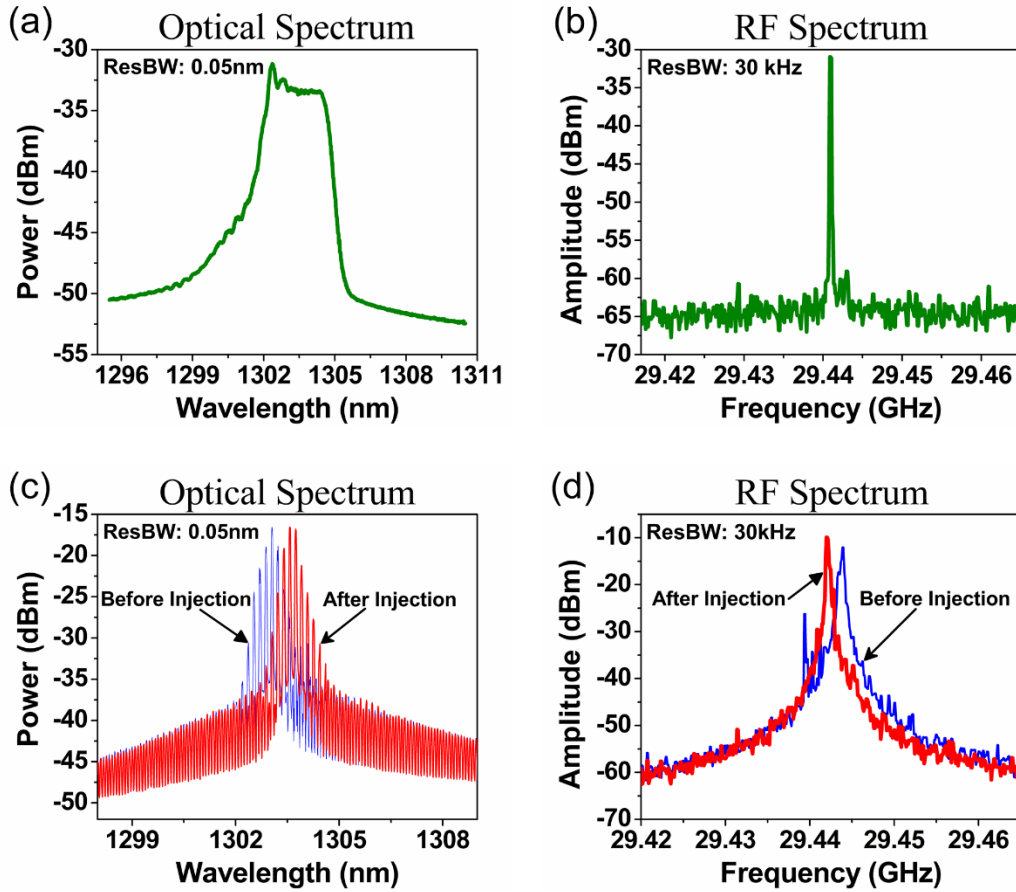 (a) Optical Spectrum
ResBW: 0.05nm
-30
-35
-40
-45
-50
-55
Power (dBm)
1296 1299 1302 1305 1308 1311
Wavelength (nm)
(b) RF Spectrum
ResBW: 30 kHz
-30
-35
-40
-45
-50
-55
-60
-65
-70
Amplitude (dBm)
29.42 29.43 29.44 29.45 29.46
Frequency (GHz)
(c) Optical Spectrum
ResBW: 0.05nm
-15
-20
-25
-30
-35
-40
-45
-50
Power (dBm)
Before Injection
After Injection
1299 1302 1305 1308
Wavelength (nm)
(d) RF Spectrum
ResBW: 30kHz
-10
-20
-30
-40
-50
-60
-70
Amplitude (dBm)
After Injection
Before Injection
29.42 29.43 29.44 29.45 29.46
Frequency (GHz)